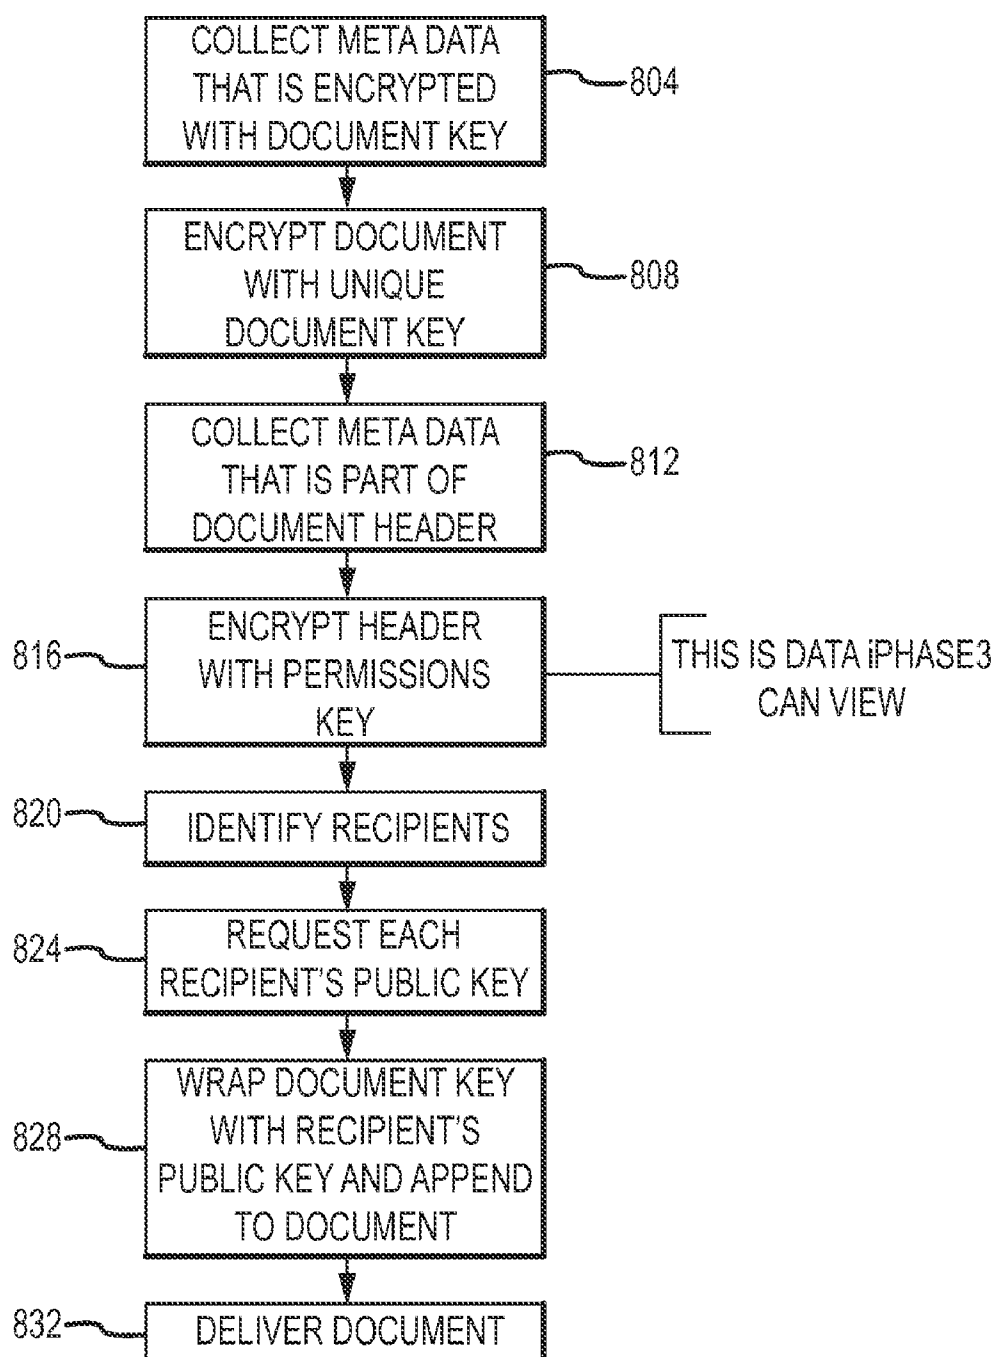 COLLECT META DATA
THAT IS ENCRYPTED
WITH DOCUMENT KEY
804
ENCRYPT DOCUMENT
WITH UNIQUE
DOCUMENT KEY
808
COLLECT META DATA
THAT IS PART OF
DOCUMENT HEADER
812
816
ENCRYPT HEADER
WITH PERMISSIONS
KEY
THIS IS DATA iPHASE3
CAN VIEW
820
IDENTIFY RECIPIENTS
824
REQUEST EACH
RECIPIENT'S PUBLIC KEY
828
WRAP DOCUMENT KEY
WITH RECIPIENT'S
PUBLIC KEY AND APPEND
TO DOCUMENT
832
DELIVER DOCUMENT